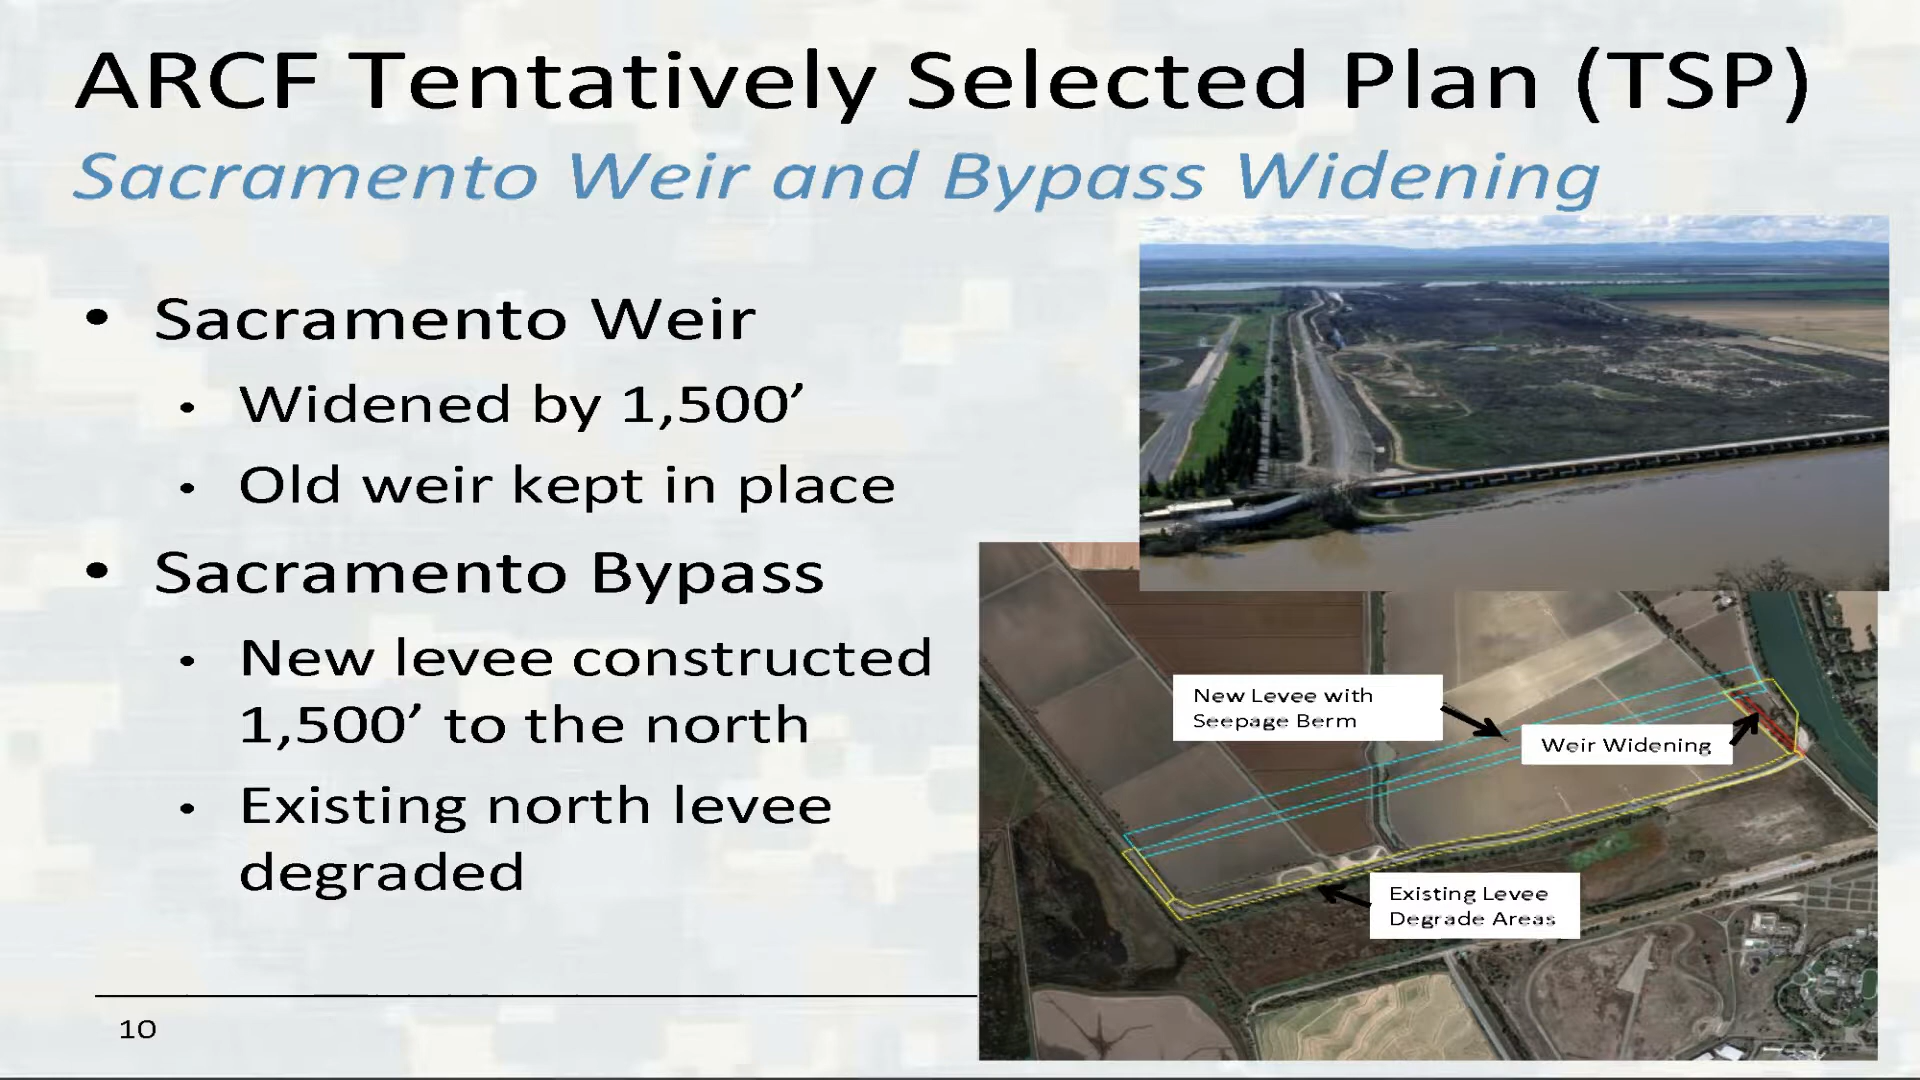 ARCF Tentatively Selected Plan (TSP)
Sacramento Weir and Bypass Widening
• Sacramento Weir
• Widened by 1,500’
• Old weir kept in place
• Sacramento Bypass
• New levee constructed
1,500’ to the north
• Existing north levee
degraded
New Levee with
Seepage Berm
Weir Widening
Existing Levee
Degrade Areas
10